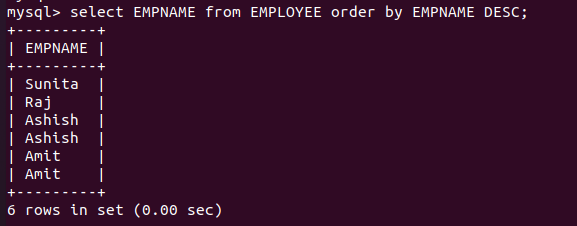 mysql> select EMPNAME from EMPLOYEE order by EMPNAME DESC;
+---------+
| EMPNAME |
+---------+
| Sunita  |
| Raj     |
| Ashish  |
| Ashish  |
| Amit    |
| Amit    |
+---------+
6 rows in set (0.00 sec)